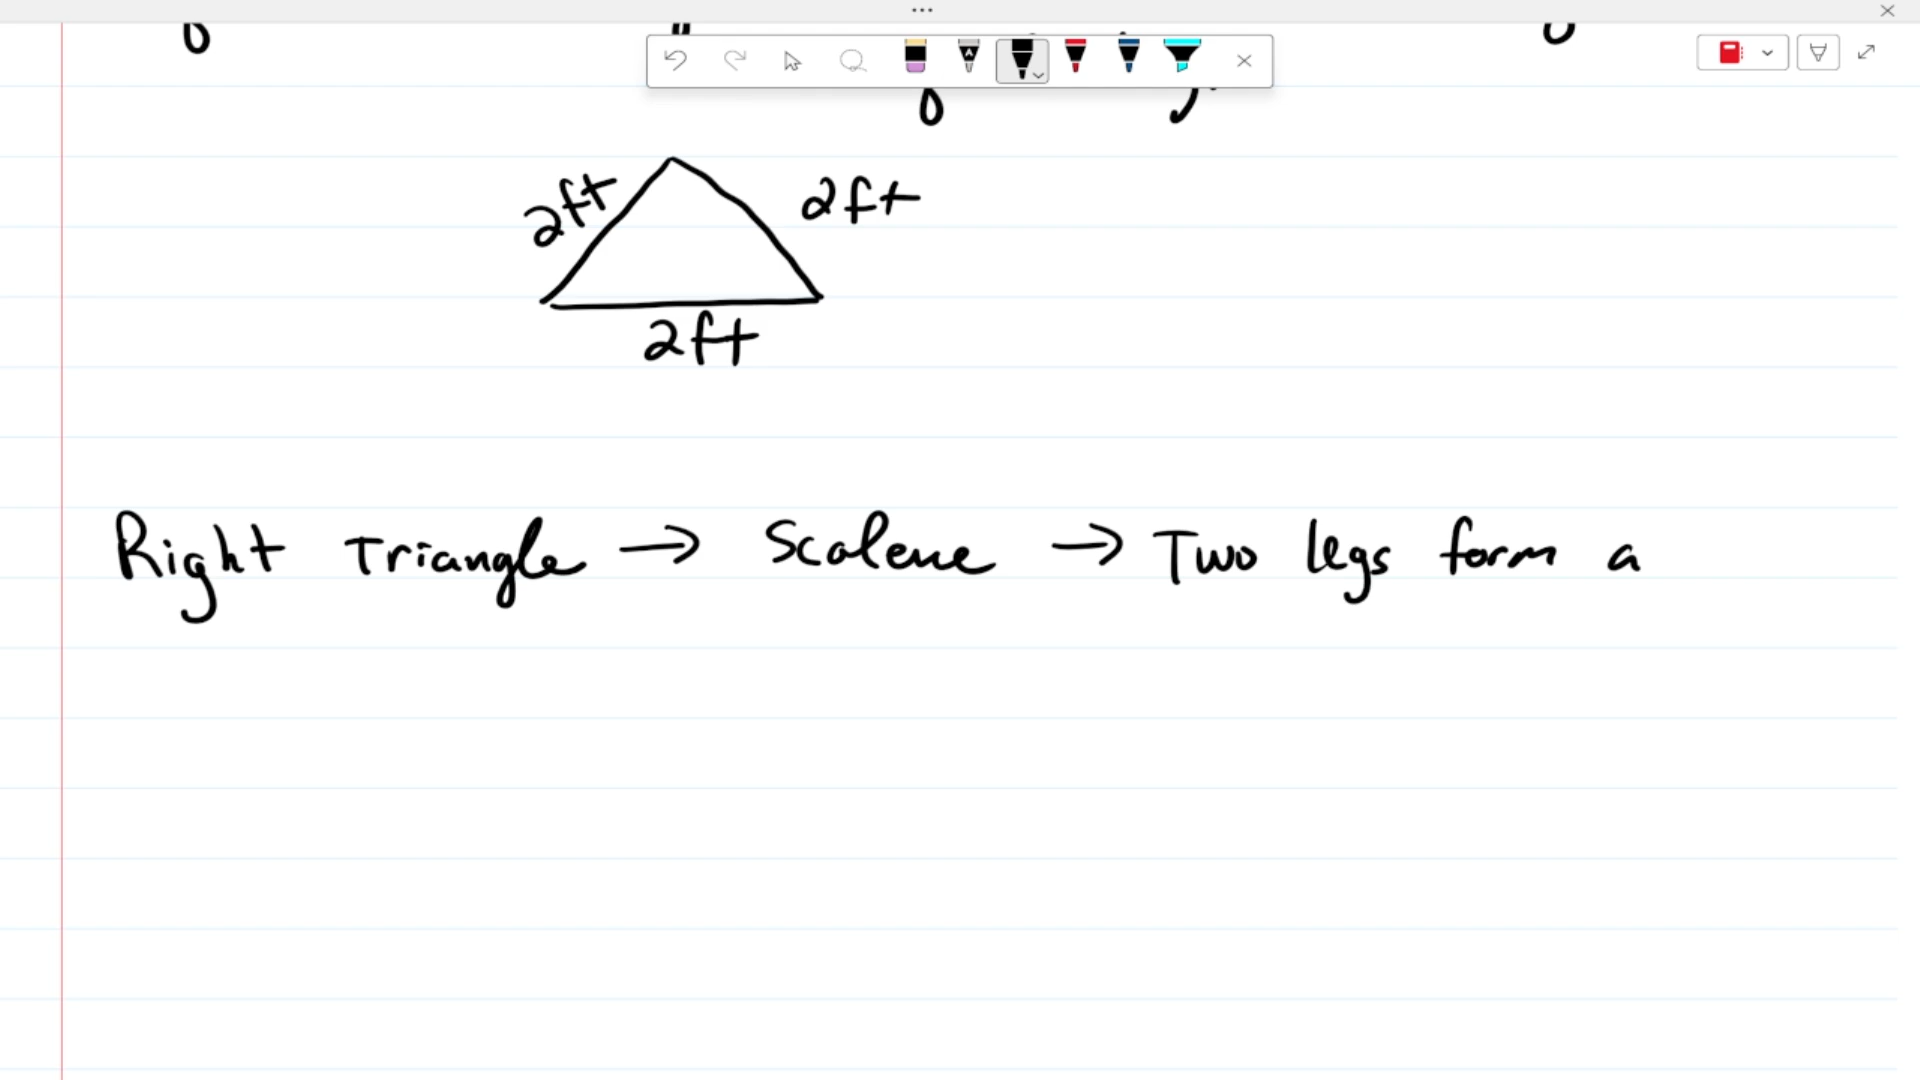 2ft
2ft
2ft
Right Triangle → Scalene → Two legs form a